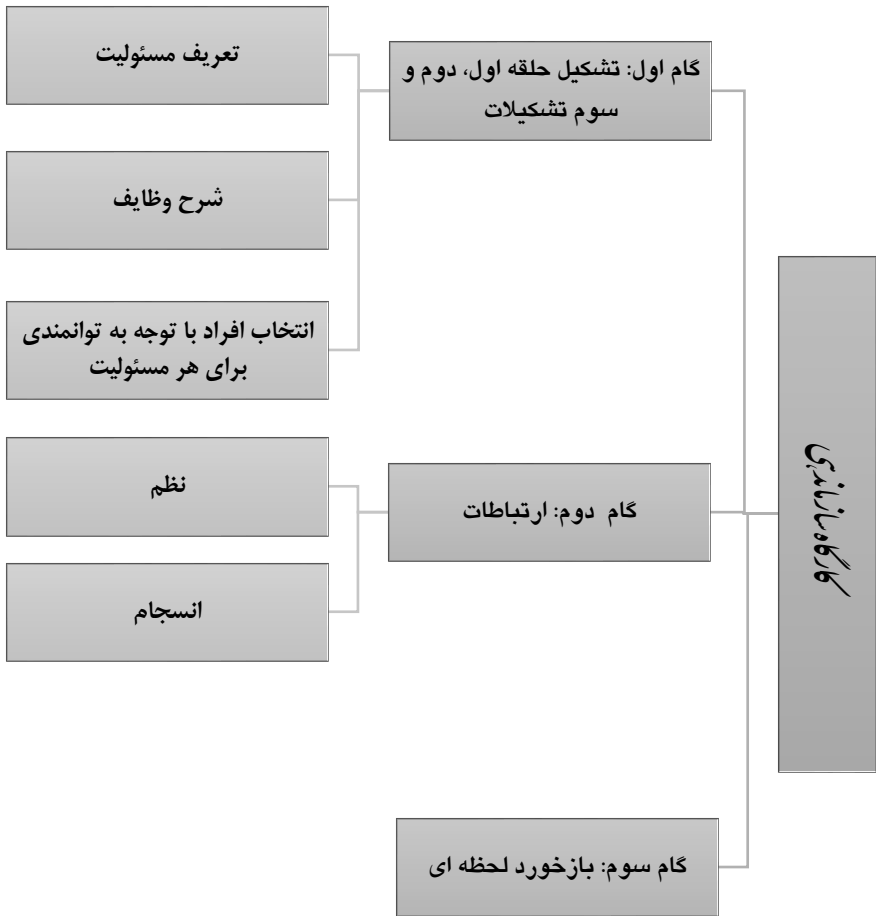 کارگاه سازماندهی
گام اول: تشکیل حلقه اول، دوم و
سوم تشکیلات
تعریف مسئولیت
شرح وظایف
انتخاب افراد با توجه به توانمندی
برای هر مسئولیت
گام دوم: ارتباطات
نظم
انسجام
گام سوم: بازخورد لحظه ای